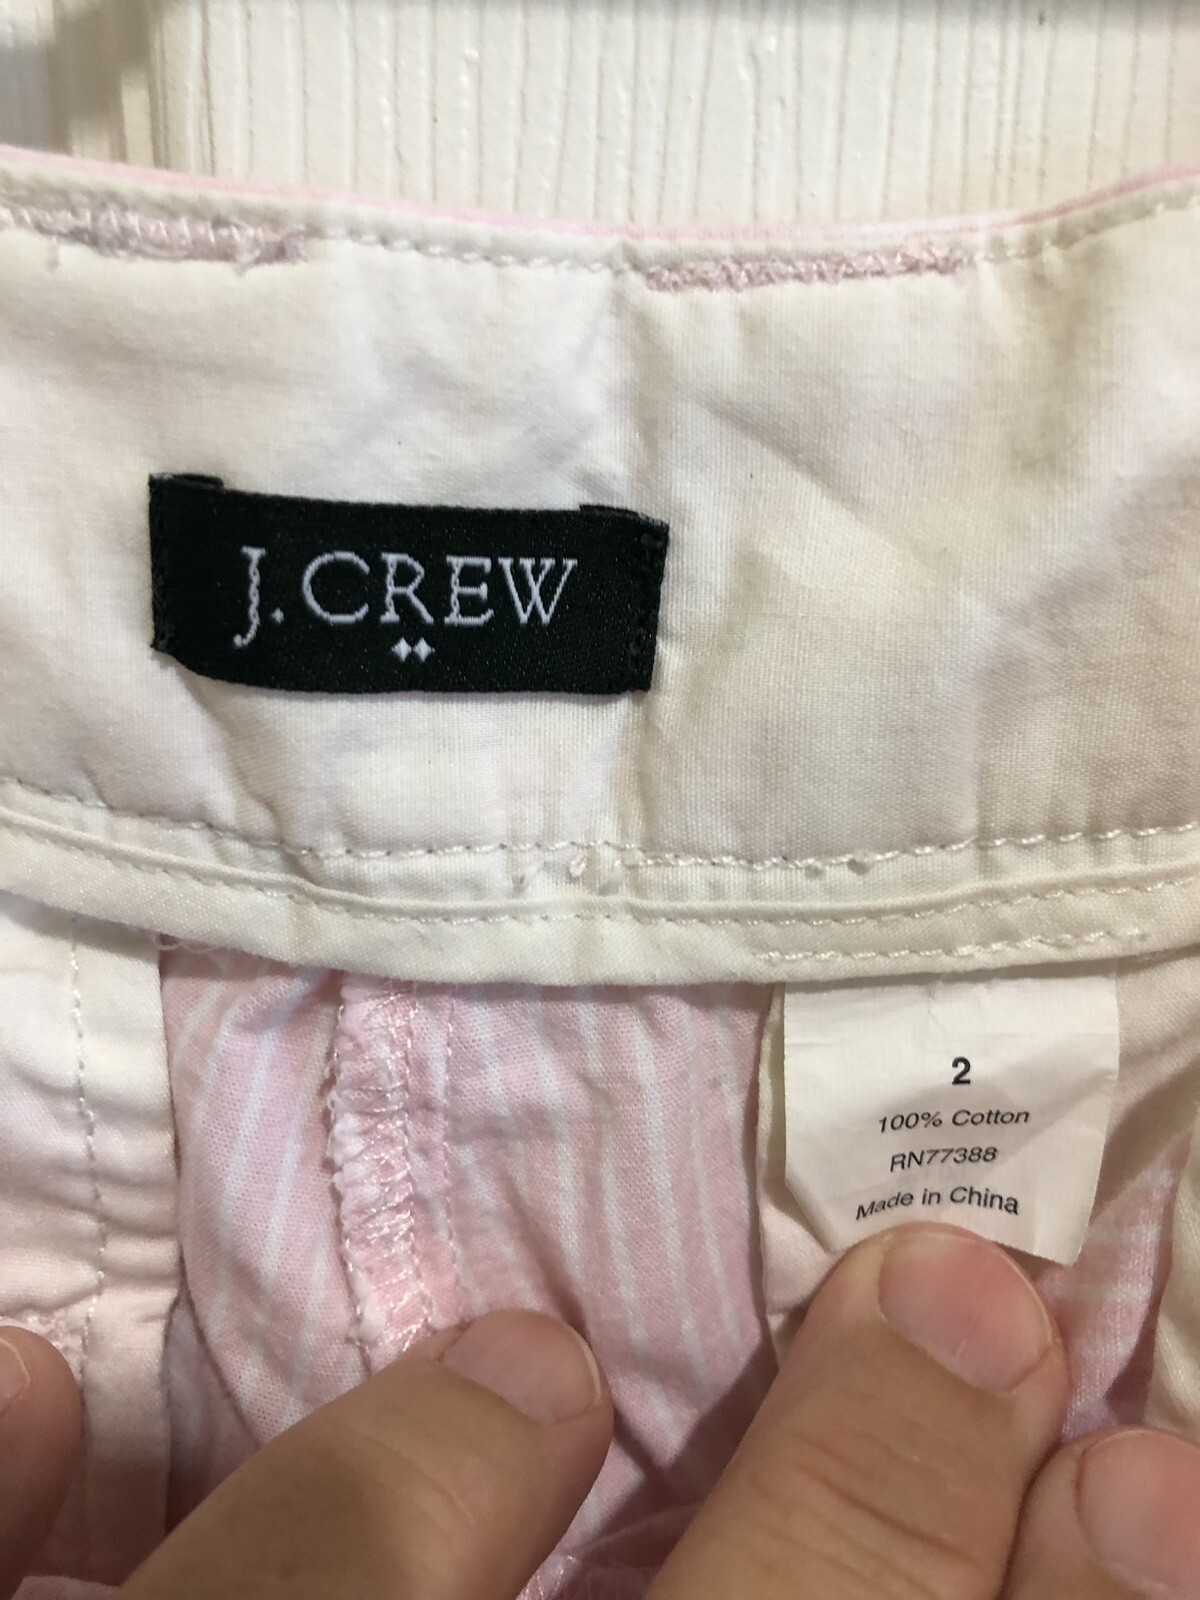 J.CREW
2
100% Cotton
RN77388
Made in China